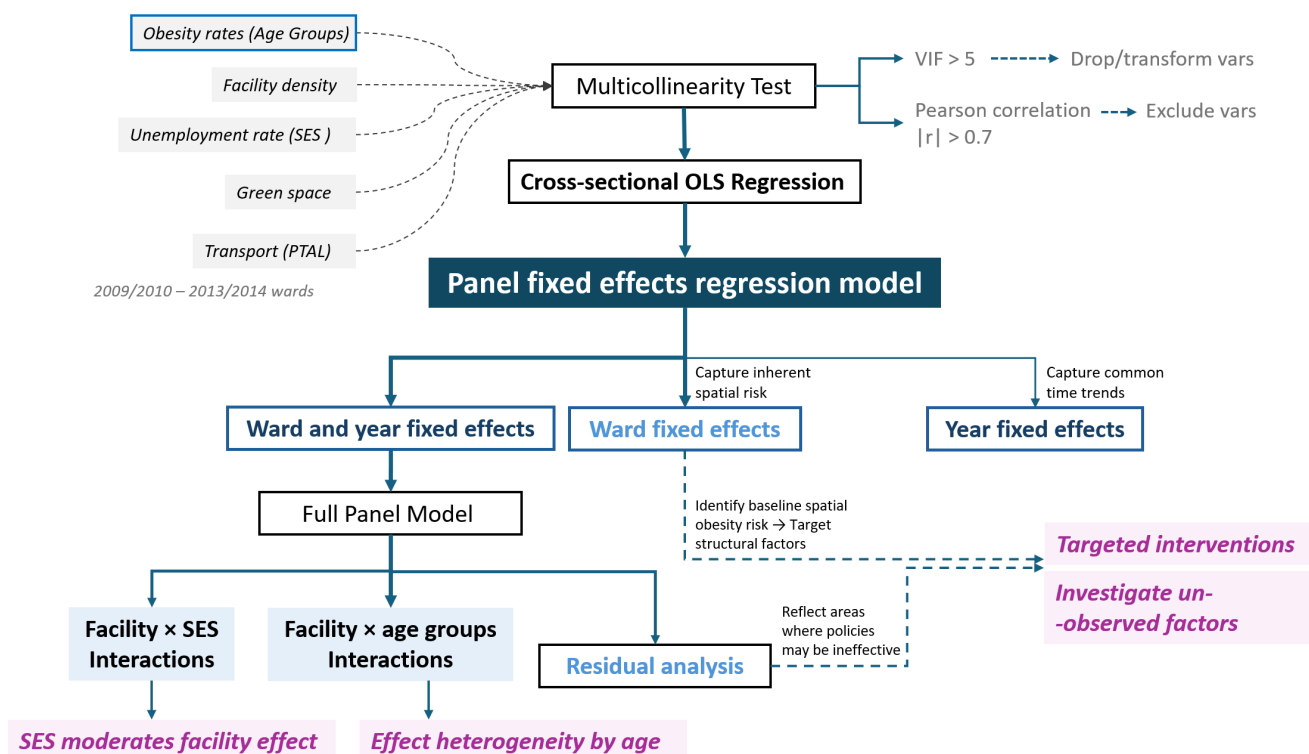 Obesity rates (Age Groups)
Facility density
Unemployment rate (SES )
Green space
Transport (PTAL)
2009/2010 – 2013/2014 wards
Multicollinearity Test
VIF > 5
Drop/transform vars
Pearson correlation
|r| > 0.7
Exclude vars
Cross-sectional OLS Regression
Panel fixed effects regression model
Capture inherent
spatial risk
Capture common
time trends
Ward and year fixed effects
Ward fixed effects
Year fixed effects
Full Panel Model
Identify baseline spatial
obesity risk → Target
structural factors
Targeted interventions
Investigate un-
-observed factors
Facility × SES
Interactions
Facility × age groups
Interactions
Residual analysis
Reflect areas
where policies
may be ineffective
SES moderates facility effect
Effect heterogeneity by age